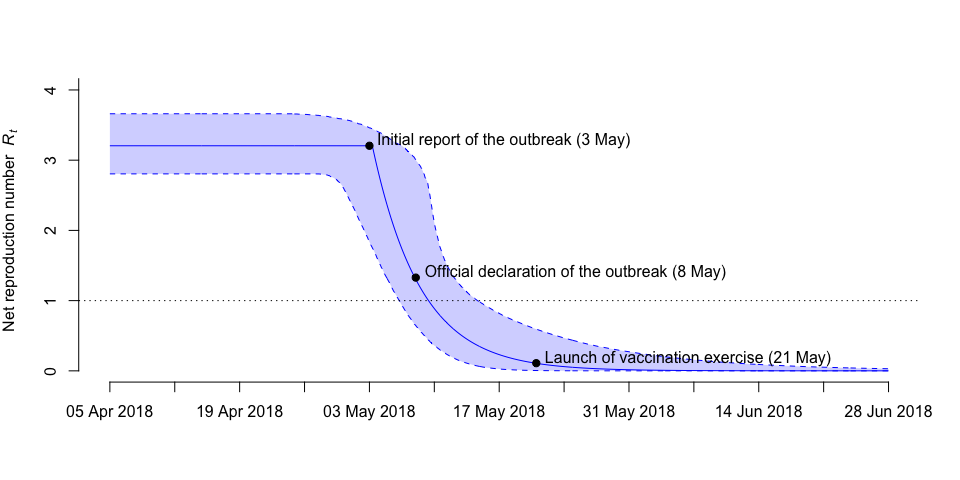 Net reproduction number Rt
4
3
2
1
0
Initial report of the outbreak (3 May)
Official declaration of the outbreak (8 May)
Launch of vaccination exercise (21 May)
05 Apr 2018 19 Apr 2018 03 May 2018 17 May 2018 31 May 2018 14 Jun 2018 28 Jun 2018